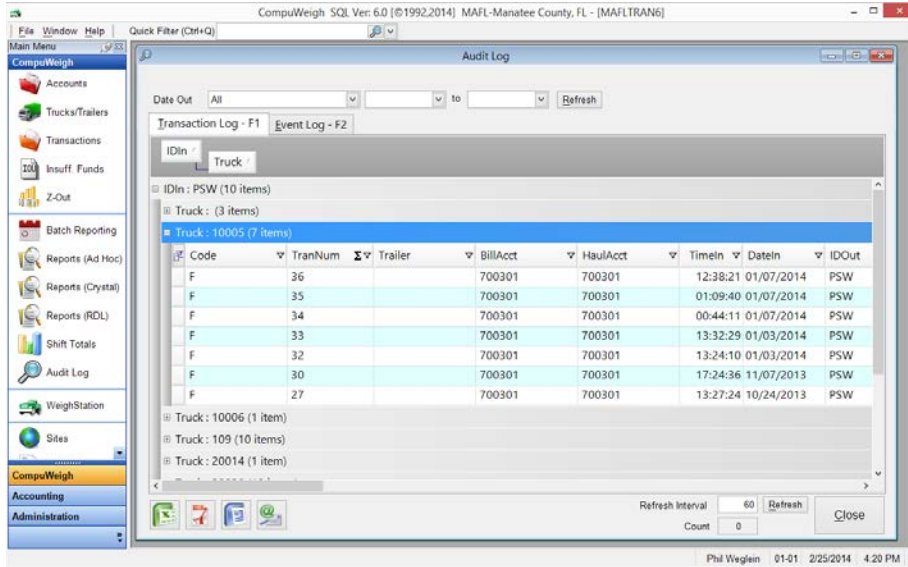 CompuWeigh SQL Ver: 6.0 [©1992,2014] MAFL-Manatee County, FL - [MAFLTRAN6]
File Window Help Quick Filter (Ctrl+Q)
Main Menu
CompuWeigh
Accounts
Trucks/Trailers
Transactions
IOU Insuff. Funds
Z-Out
Batch Reporting
Reports (Ad Hoc)
Reports (Crystal)
Reports (RDL)
Shift Totals
Audit Log
WeighStation
Sites
CompuWeigh
Accounting
Administration
Audit Log
Date Out All to Refresh
Transaction Log - F1 Event Log - F2
IDIn
Truck
IDIn : PSW (10 items)
Truck : (3 items)
Truck : 10005 (7 items)
Code TranNum Σ Trailer BillAcct HaulAcct TimeIn DateIn IDOut
F 36 700301 700301 12:38:21 01/07/2014 PSW
F 35 700301 700301 01:09:40 01/07/2014 PSW
F 34 700301 700301 00:44:11 01/07/2014 PSW
F 33 700301 700301 13:32:29 01/03/2014 PSW
F 32 700301 700301 13:24:10 01/03/2014 PSW
F 30 700301 700301 17:24:36 11/07/2013 PSW
F 27 700301 700301 13:27:24 10/24/2013 PSW
Truck : 10006 (1 item)
Truck : 109 (10 items)
Truck : 20014 (1 item)
Refresh Interval 60 Refresh
Count 0
Close
Phil Weglein 01-01 2/25/2014 4:20 PM